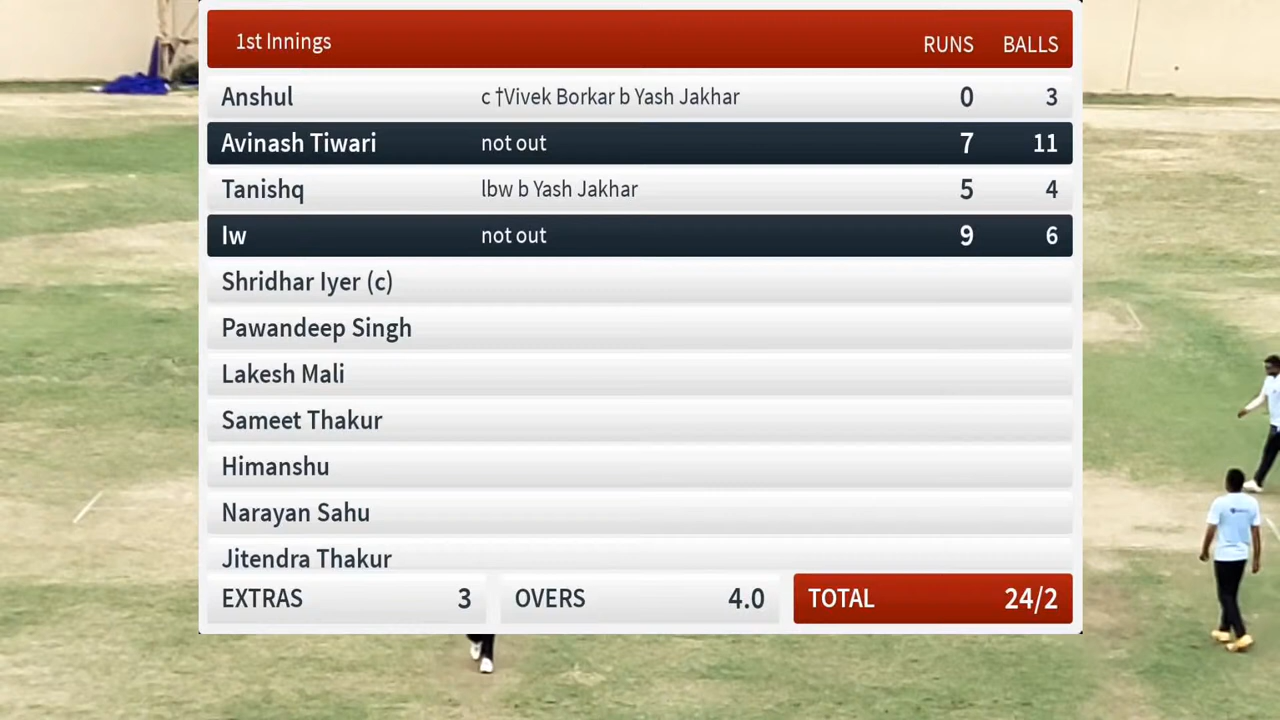 1st Innings RUNS BALLS
Anshul c †Vivek Borkar b Yash Jakhar 0 3
Avinash Tiwari not out 7 11
Tanishq lbw b Yash Jakhar 5 4
Iw not out 9 6
Shridhar Iyer (c)
Pawandeep Singh
Lakesh Mali
Sameet Thakur
Himanshu
Narayan Sahu
Jitendra Thakur
EXTRAS 3 OVERS 4.0 TOTAL 24/2